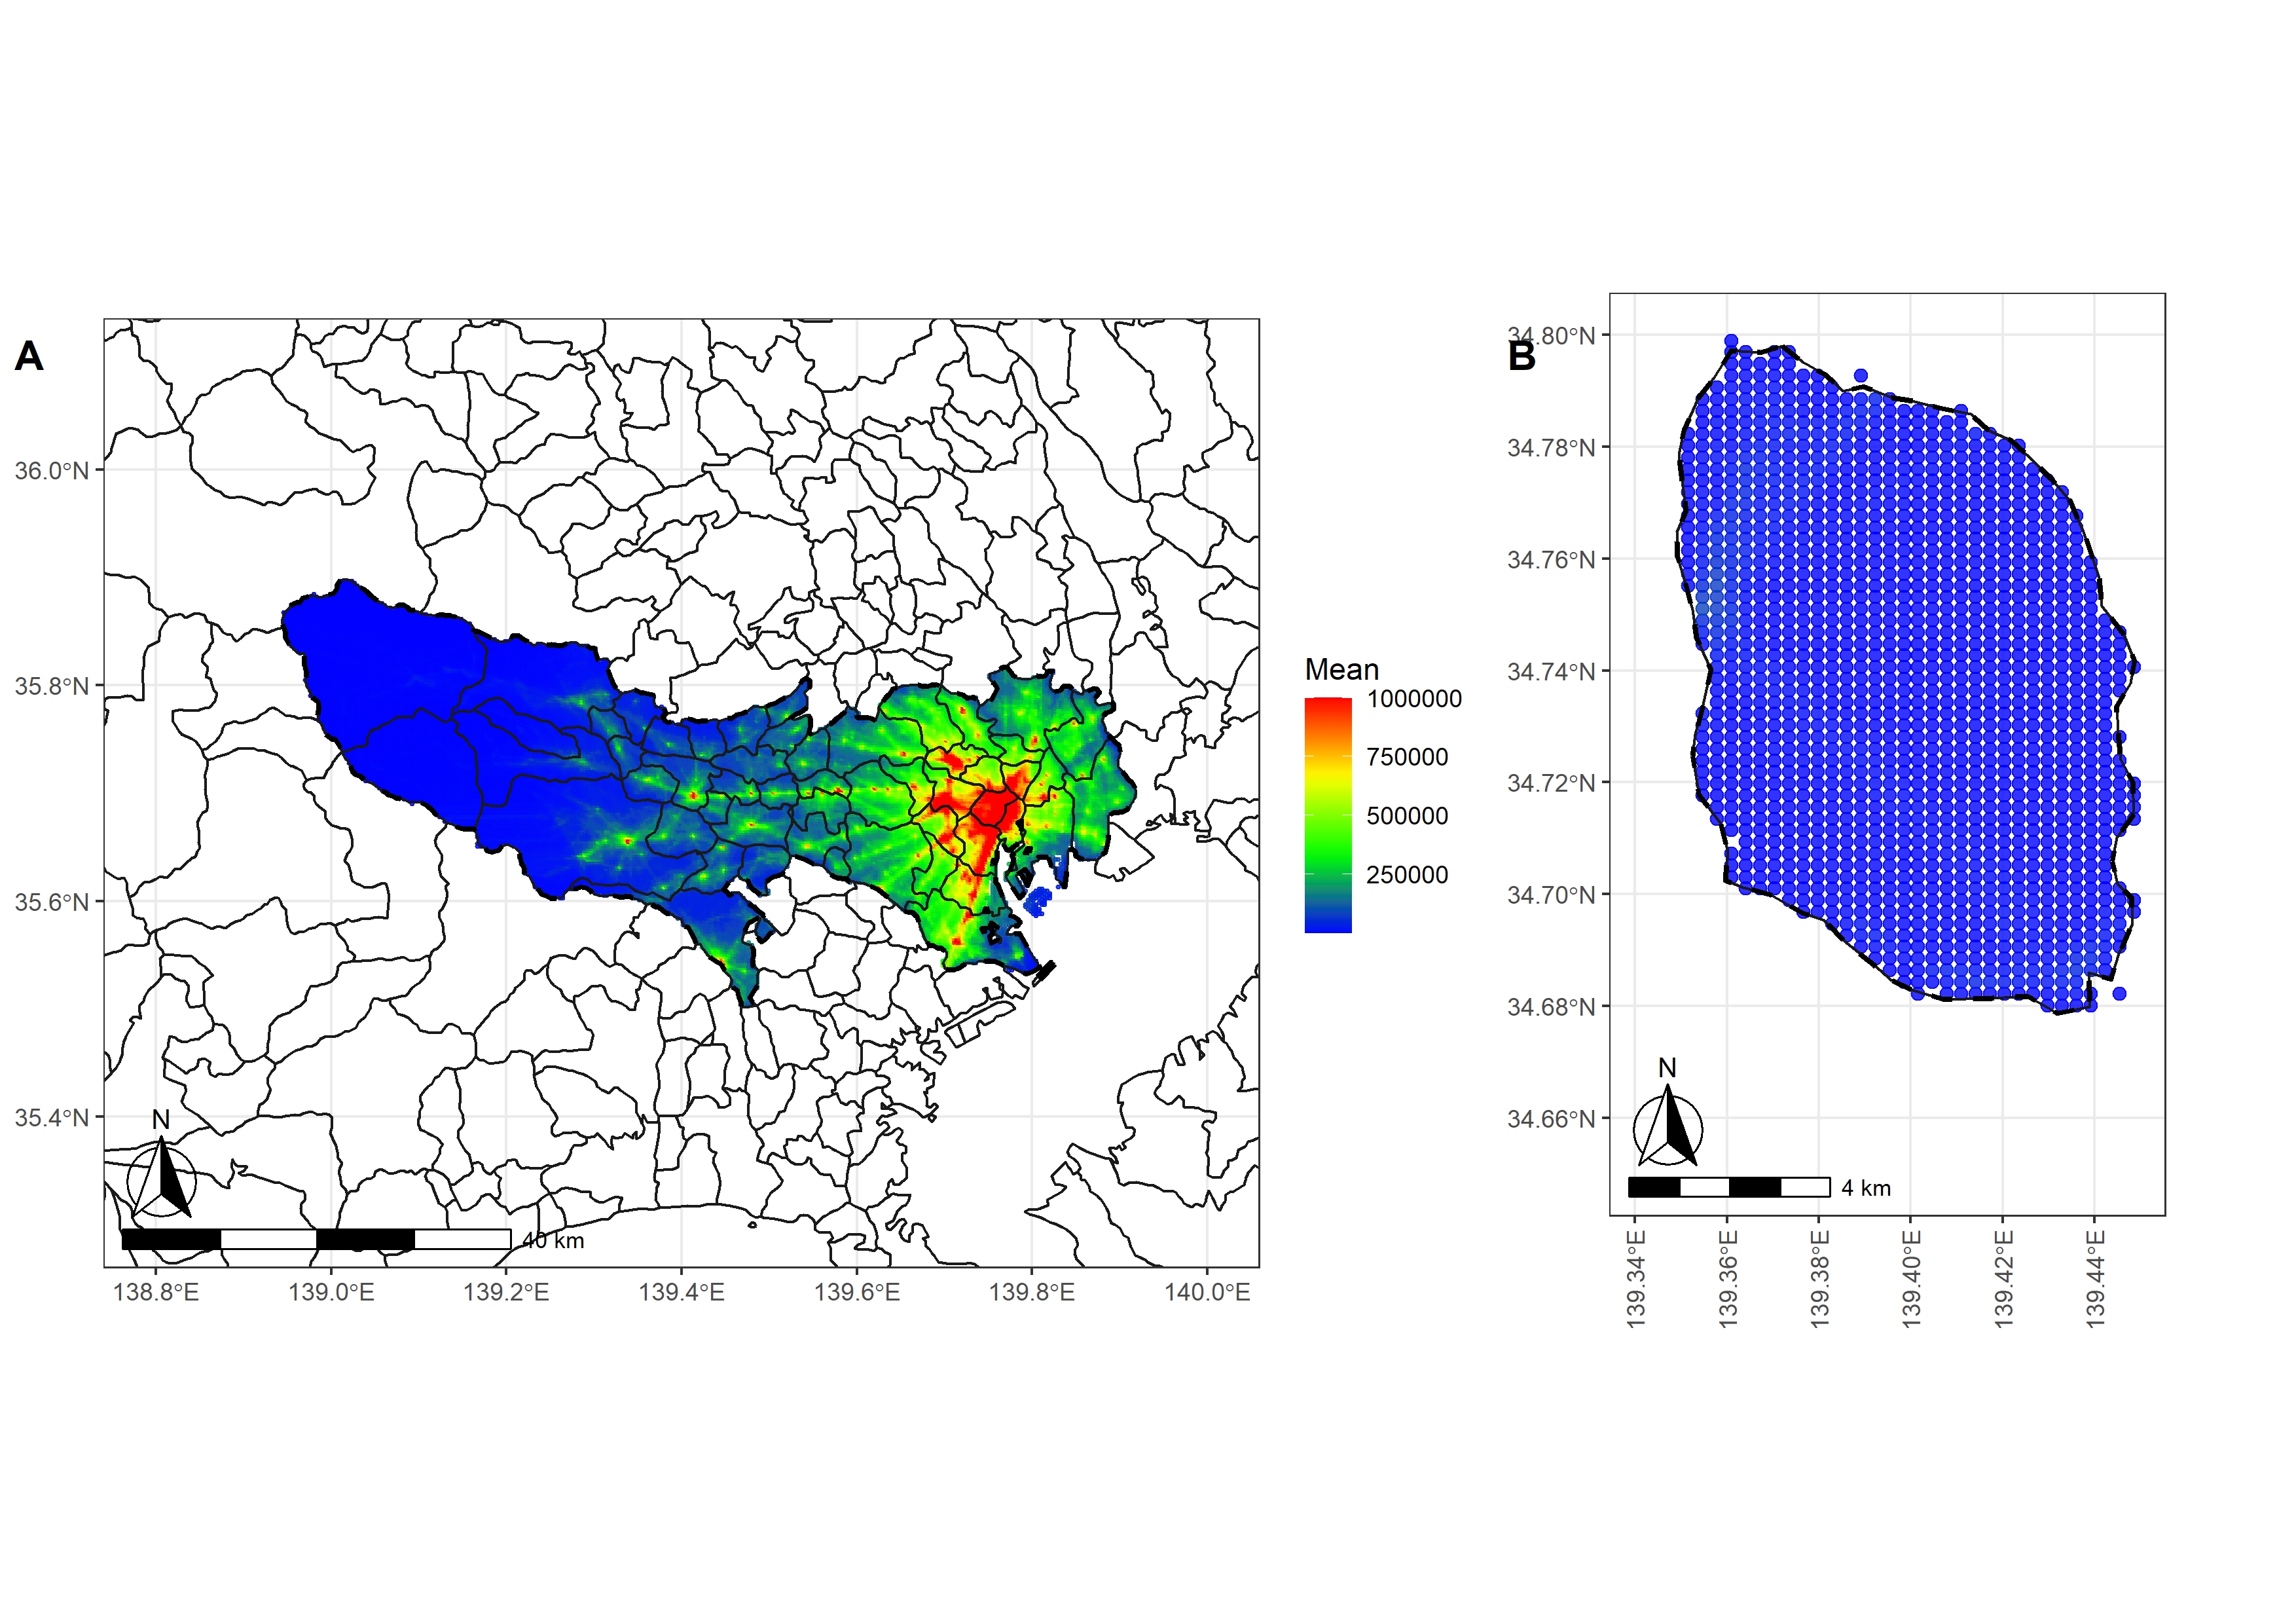 A
36.0°N
35.8°N
35.6°N
35.4°N
N
40 km
138.8°E
139.0°E
139.2°E
139.4°E
139.6°E
139.8°E
140.0°E
Mean
1000000
750000
500000
250000
B
34.80°N
34.78°N
34.76°N
34.74°N
34.72°N
34.70°N
34.68°N
34.66°N
N
4 km
139.34°E
139.36°E
139.38°E
139.40°E
139.42°E
139.44°E